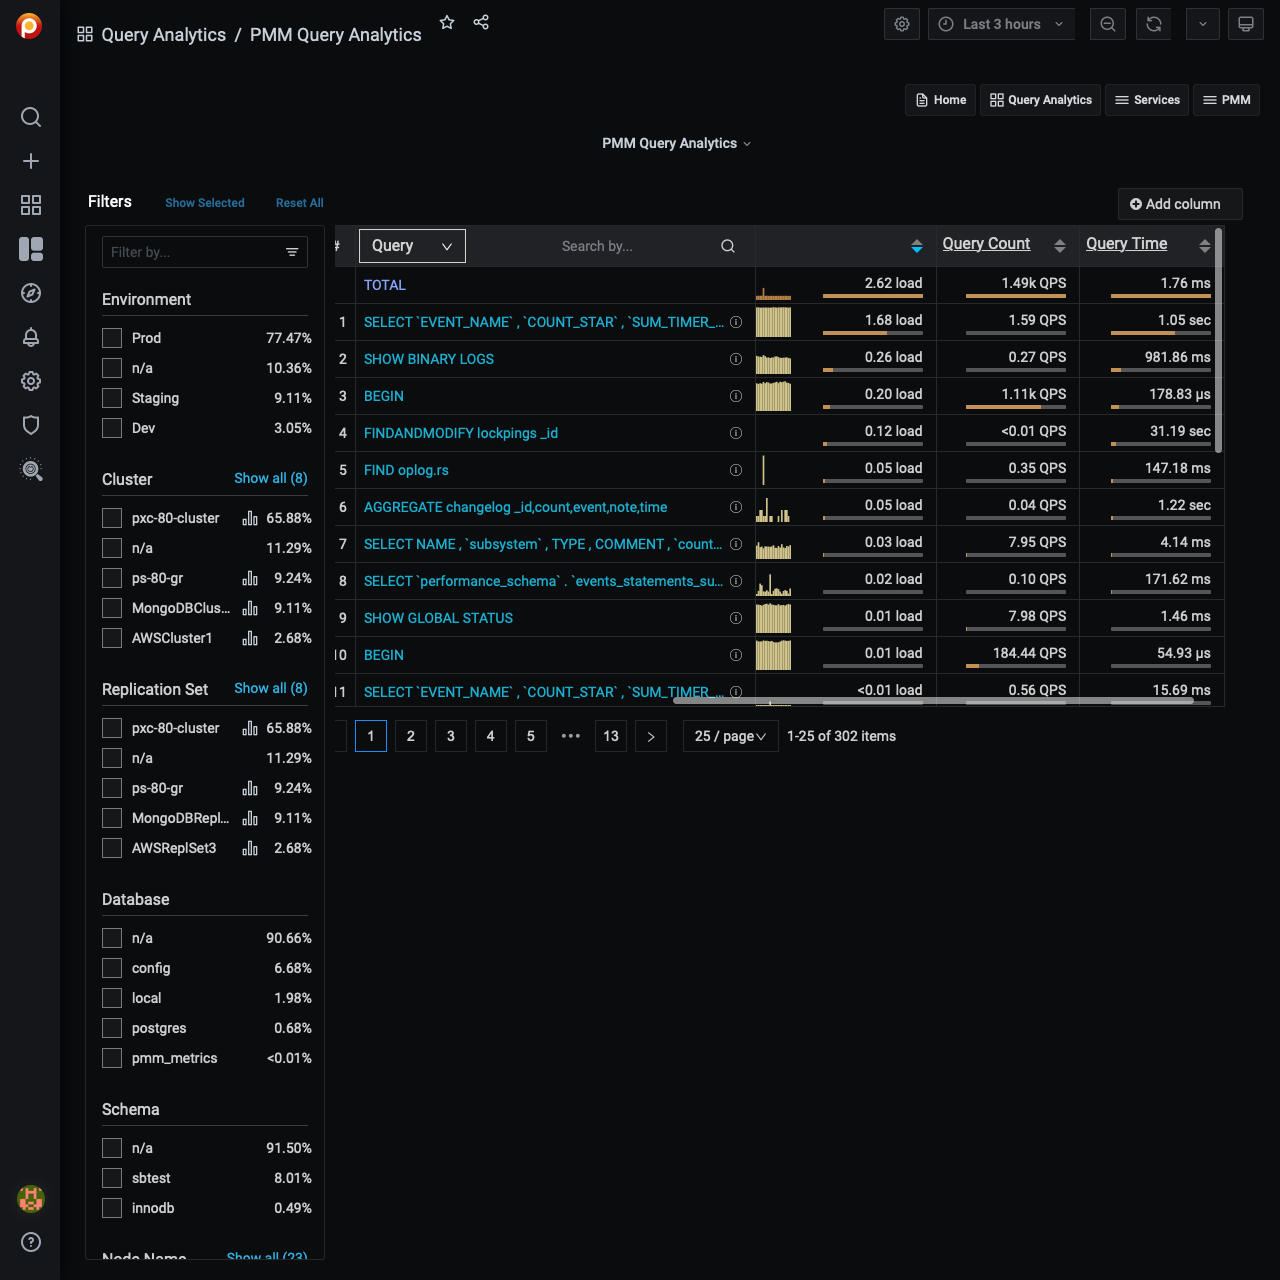 Query Analytics / PMM Query Analytics
Last 3 hours
Home
Query Analytics
Services
PMM
PMM Query Analytics
Filters
Show Selected
Reset All
Add column
Filter by...
Environment
Prod 77.47%
n/a 10.36%
Staging 9.11%
Dev 3.05%
Cluster Show all (8)
pxc-80-cluster 65.88%
n/a 11.29%
ps-80-gr 9.24%
MongoDBClus... 9.11%
AWSCluster1 2.68%
Replication Set Show all (8)
pxc-80-cluster 65.88%
n/a 11.29%
ps-80-gr 9.24%
MongoDBRepl... 9.11%
AWSReplSet3 2.68%
Database
n/a 90.66%
config 6.68%
local 1.98%
postgres 0.68%
pmm_metrics <0.01%
Schema
n/a 91.50%
sbtest 8.01%
innodb 0.49%
Node Name Show all (23)
# Query Search by... Query Count Query Time
TOTAL 2.62 load 1.49k QPS 1.76 ms
1 SELECT `EVENT_NAME` , `COUNT_STAR` , `SUM_TIMER_... 1.68 load 1.59 QPS 1.05 sec
2 SHOW BINARY LOGS 0.26 load 0.27 QPS 981.86 ms
3 BEGIN 0.20 load 1.11k QPS 178.83 µs
4 FINDANDMODIFY lockpings _id 0.12 load <0.01 QPS 31.19 sec
5 FIND oplog.rs 0.05 load 0.35 QPS 147.18 ms
6 AGGREGATE changelog _id,count,event,note,time 0.05 load 0.04 QPS 1.22 sec
7 SELECT NAME , `subsystem` , TYPE , COMMENT , `count... 0.03 load 7.95 QPS 4.14 ms
8 SELECT `performance_schema` . `events_statements_su... 0.02 load 0.10 QPS 171.62 ms
9 SHOW GLOBAL STATUS 0.01 load 7.98 QPS 1.46 ms
10 BEGIN 0.01 load 184.44 QPS 54.93 µs
11 SELECT `EVENT_NAME` , `COUNT_STAR` , `SUM_TIMER_... <0.01 load 0.56 QPS 15.69 ms
1 2 3 4 5 ••• 13 25 / page 1-25 of 302 items